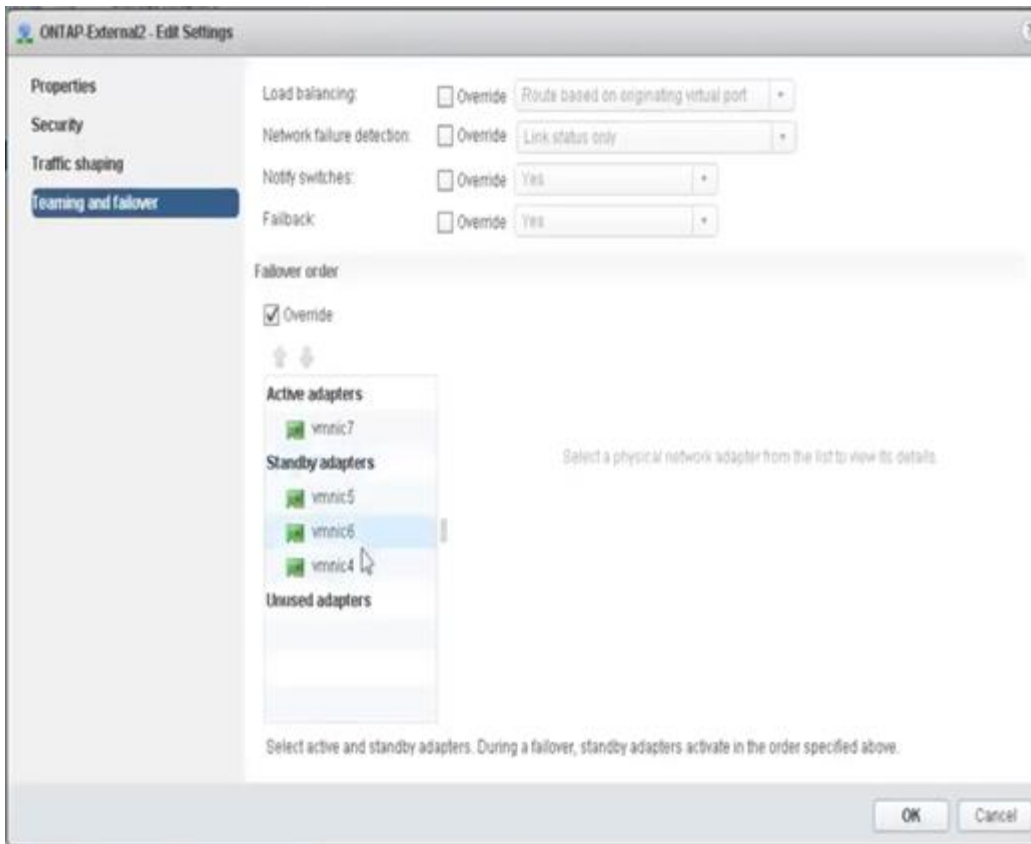 ONTAP-External2 - Edit Settings
Properties
Security
Traffic shaping
Teaming and failover
Load balancing:
Override
Route based on originating virtual port
Network failure detection:
Override
Link status only
Notify switches:
Override
Yes
Failback:
Override
Yes
Failover order
Override
Active adapters
vmnic7
Standby adapters
vmnic5
vmnic6
vmnic4
Unused adapters
Select a physical network adapter from the list to view its details.
Select active and standby adapters. During a failover, standby adapters activate in the order specified above.
OK
Cancel